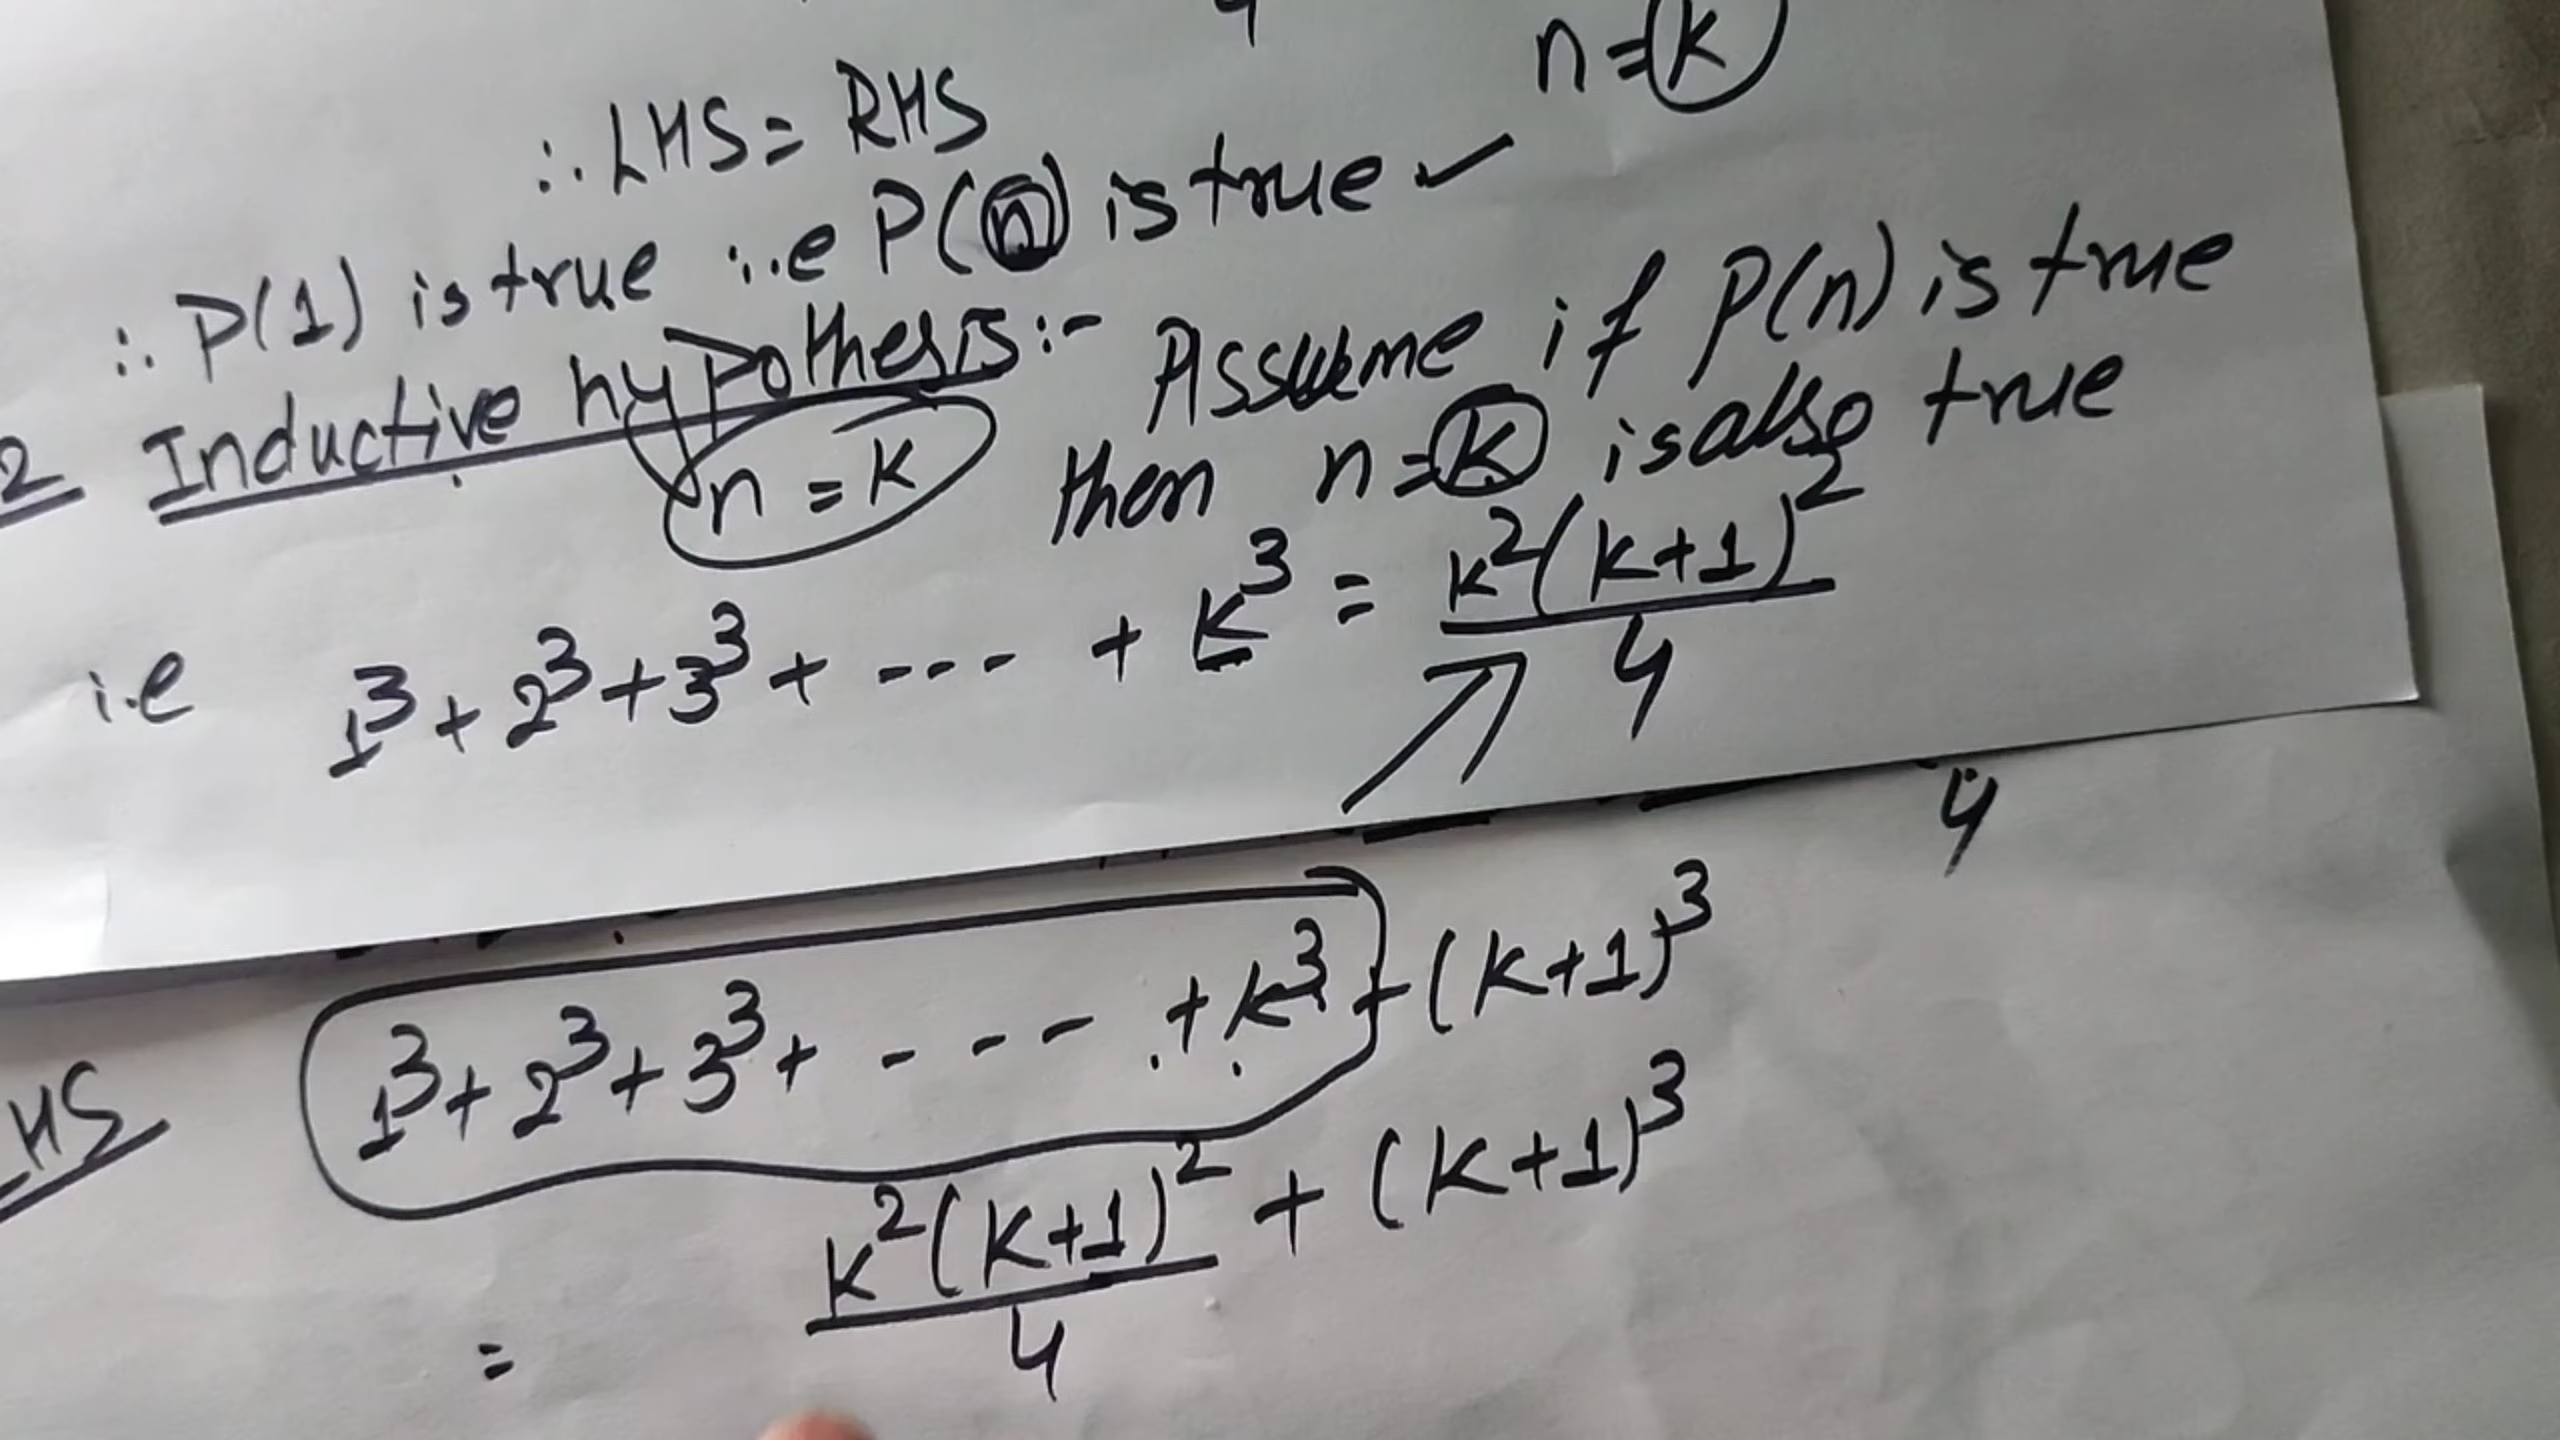 n=k
∴ LHS = RHS
∴ P(1) is true i.e P(n) is true ✓
2 Inductive hypothesis:- Assume if P(n) is true
n = k then n=k is also true
i.e 1³ + 2³ + 3³ + ---- + k³ = k²(k+1)²/4
4
LHS 1³ + 2³ + 3³ + ---- + k³ + (k+1)³
= k²(k+1)²/4 + (k+1)³